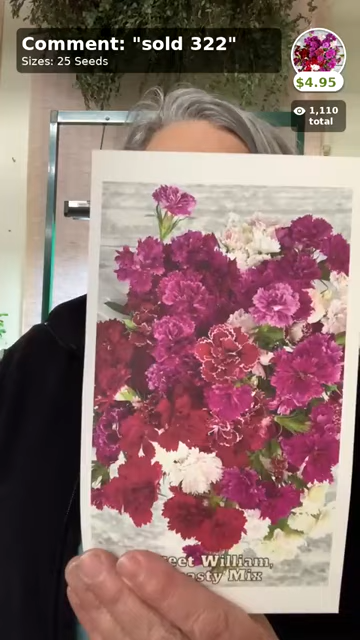 Comment: "sold 322"
Sizes: 25 Seeds
$4.95
1,110
total
William,
Mix